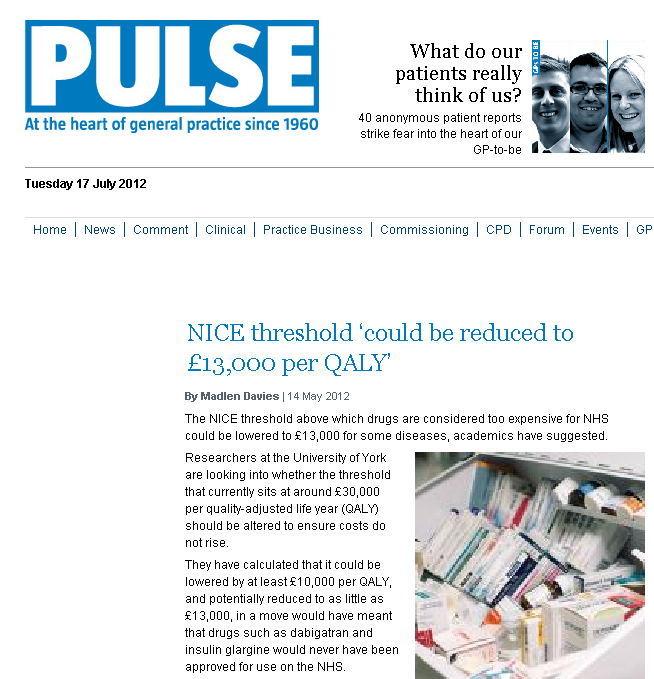 PULSE
At the heart of general practice since 1960
What do our
patients really
think of us?
40 anonymous patient reports
strike fear into the heart of our
GP-to-be
GPs TO BE
Tuesday 17 July 2012
Home | News | Comment | Clinical | Practice Business | Commissioning | CPD | Forum | Events | GP
NICE threshold ‘could be reduced to
£13,000 per QALY’
By Madlen Davies | 14 May 2012
The NICE threshold above which drugs are considered too expensive for NHS
could be lowered to £13,000 for some diseases, academics have suggested.
Researchers at the University of York
are looking into whether the threshold
that currently sits at around £30,000
per quality-adjusted life year (QALY)
should be altered to ensure costs do
not rise.
They have calculated that it could be
lowered by at least £10,000 per QALY,
and potentially reduced to as little as
£13,000, in a move would have meant
that drugs such as dabigatran and
insulin glargine would never have been
approved for use on the NHS.